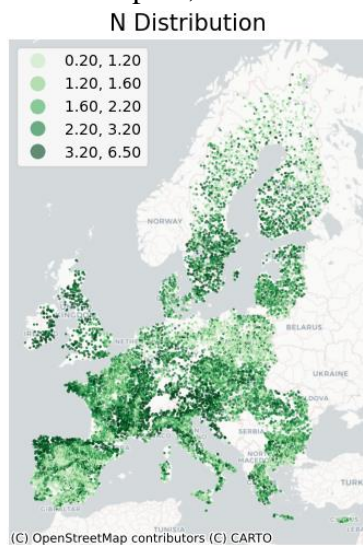 N Distribution
0.20, 1.20
1.20, 1.60
1.60, 2.20
2.20, 3.20
3.20, 6.50
NORWAY
BELARUS
UKRAINE
SERBIA
GIBRALTAR
TUNISIA
(C) OpenStreetMap contributors (C) CARTO